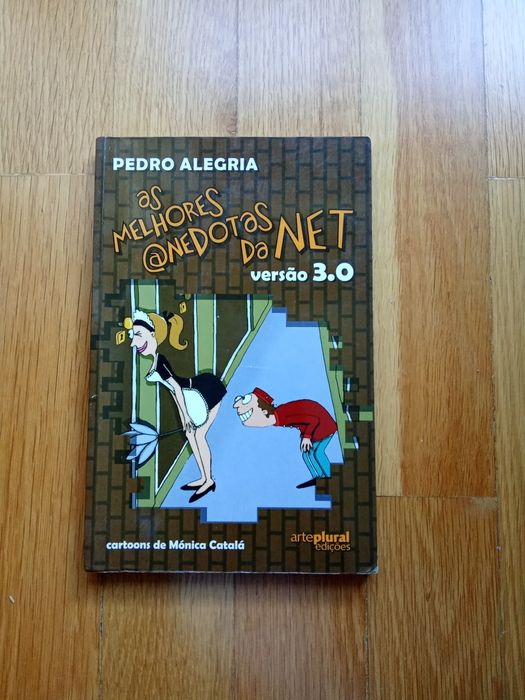 PEDRO ALEGRIA
as
MELHORES
@NEDOTas
Da NET
versão 3.0
cartoons de Mónica Catalá
arteplural
edições